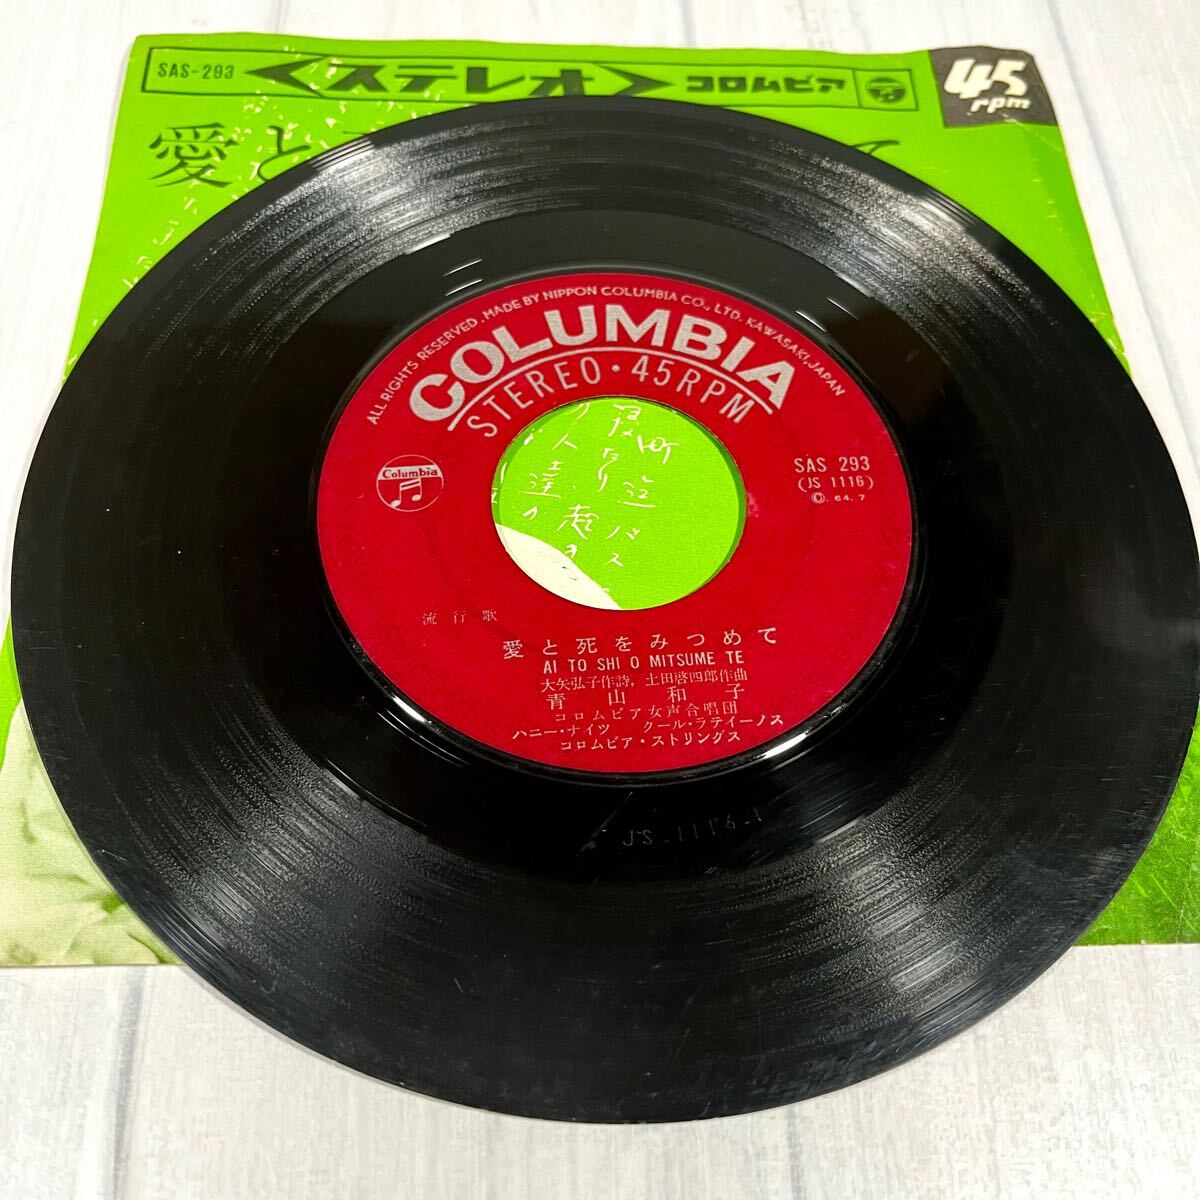 SAS-293 <ステレオ> コロムビア
45 rpm
愛と
て
ALL RIGHTS RESERVED. MADE BY NIPPON COLUMBIA CO., LTD. KAWASAKI, JAPAN
COLUMBIA
STEREO・45RPM
Columbia
SAS 293
(JS 1116)
Ⓒ. 64. 7
流行歌
愛と死をみつめて
AI TO SHI O MITSUME TE
大矢弘子作詩，土田啓四郎作曲
青山和子
コロムビア女声合唱団
ハニー・ナイツ クール・ラテイーノス
コロムビア・ストリングス
JS-1116-1